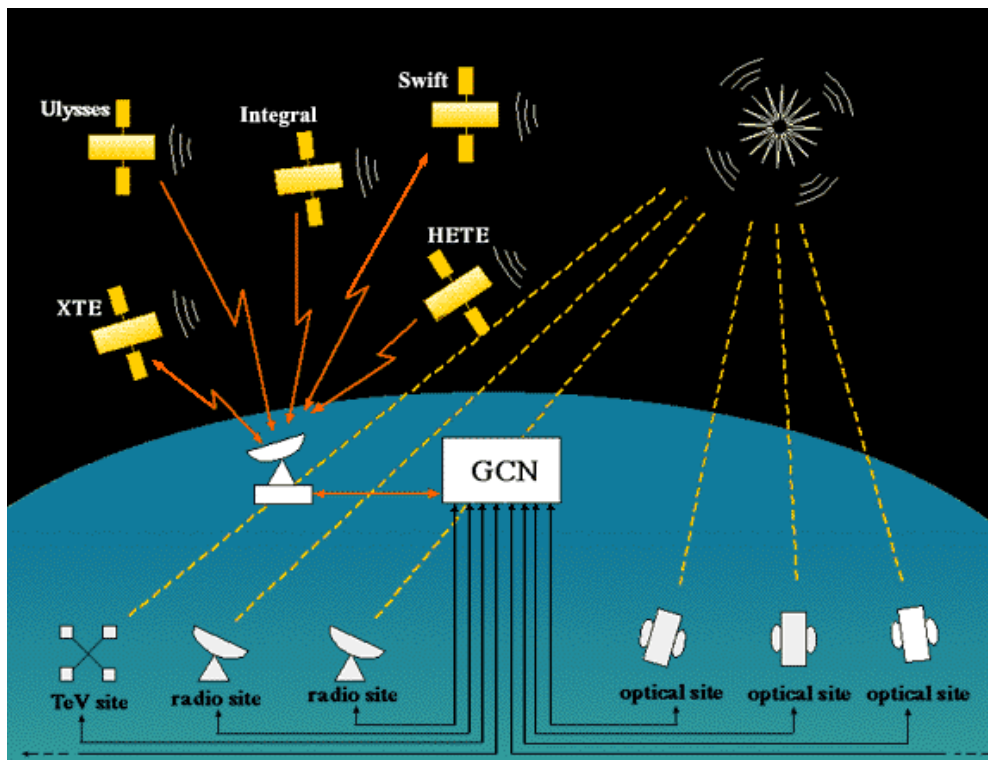 Ulysses
Integral
Swift
XTE
HETE
GCN
TeV site
radio site
radio site
optical site
optical site
optical site